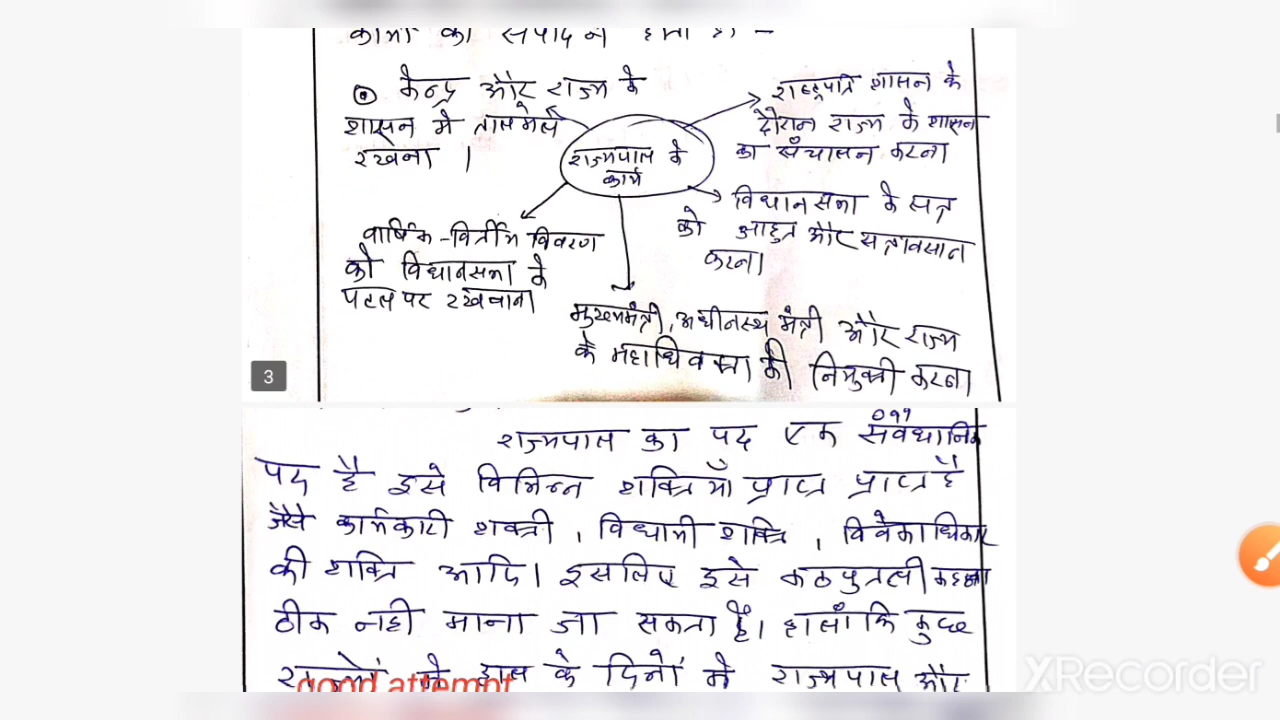 कार्यो का संपादन होता है -
केन्द्र और राज्य के
शासन में तालमेल
रखना ।
राष्ट्रपति शासन के
दौरान राज्य के शासन
का सँचालन करना
राज्यपाल के
कार्य
विधानसभा के सत्र
को आहुत और सत्रावसान
करना।
वार्षिक-वित्तीय विवरण
को विधानसभा के
पटल पर रखवाना
मुख्यमंत्री, अधीनस्थ मंत्री और राज्य
के महाधिवक्ता की नियुक्ती करना
3
राज्यपाल का पद एक संवैधानिक
पद है इसे विभिन्न शक्तियाँ प्राप्त प्राप्त है
जैसे कार्यकारी शक्ती , विधायी शक्ति , विवेकाधिकार
की शक्ति आदि। इसलिए इसे कठपुतली कहना
ठीक नही माना जा सकता है। हालाँकि कुछ
राज्यों में हाल के दिनों में राज्यपाल और
good attempt
XRecorder